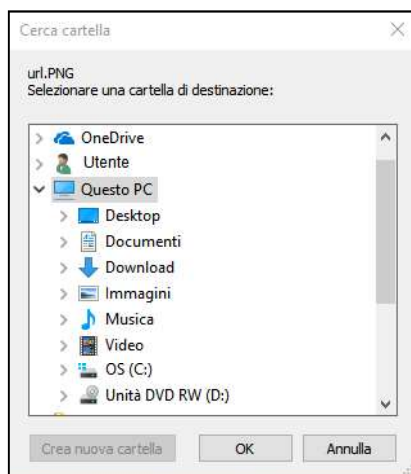 Cerca cartella
url.PNG
Selezionare una cartella di destinazione:
OneDrive
Utente
Questo PC
Desktop
Documenti
Download
Immagini
Musica
Video
OS (C:)
Unità DVD RW (D:)
Crea nuova cartella OK Annulla